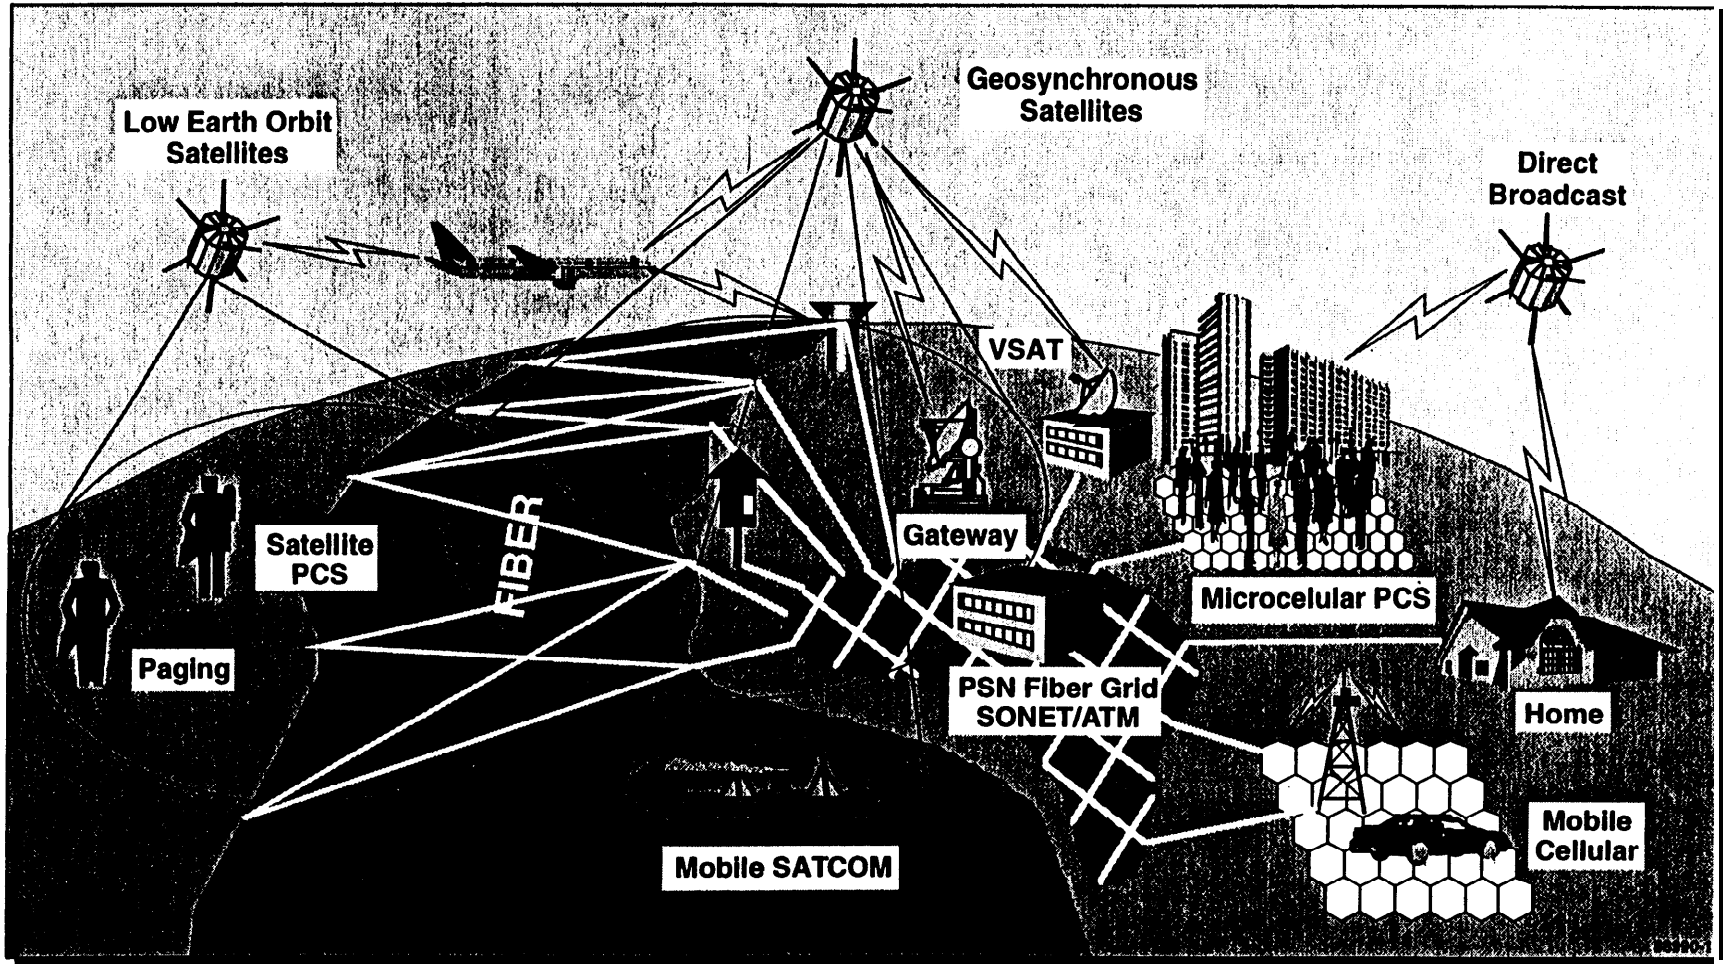 Geosynchronous
Satellites
Low Earth Orbit
Satellites
Direct
Broadcast
VSAT
FIBER
Gateway
Satellite
PCS
Microcelular PCS
Paging
PSN Fiber Grid
SONET/ATM
Home
Mobile
Cellular
Mobile SATCOM